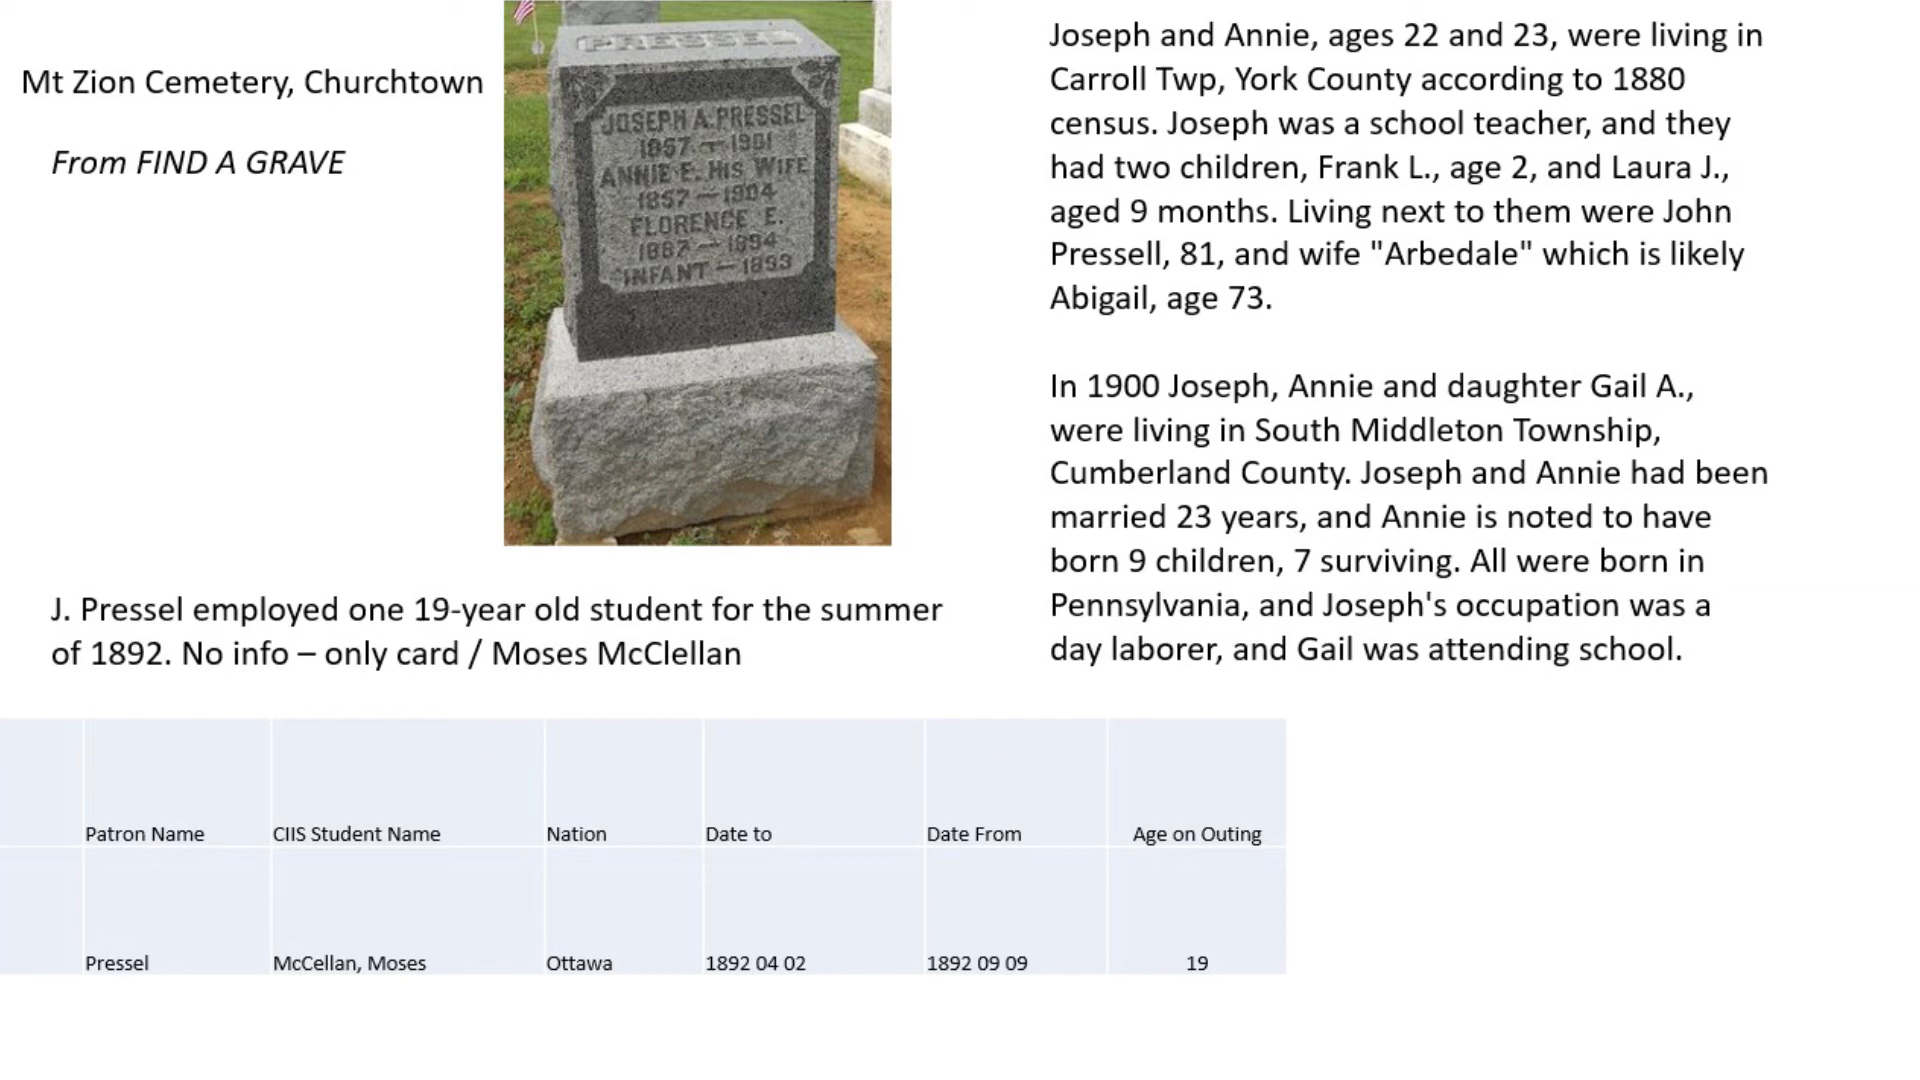 Mt Zion Cemetery, Churchtown
From FIND A GRAVE
PRESSEL
JOSEPH A. PRESSEL
1857 — 1901
ANNIE E. HIS WIFE
1857 — 1904
FLORENCE E.
1887 — 1894
INFANT — 1893
Joseph and Annie, ages 22 and 23, were living in
Carroll Twp, York County according to 1880
census. Joseph was a school teacher, and they
had two children, Frank L., age 2, and Laura J.,
aged 9 months. Living next to them were John
Pressell, 81, and wife "Arbedale" which is likely
Abigail, age 73.
In 1900 Joseph, Annie and daughter Gail A.,
were living in South Middleton Township,
Cumberland County. Joseph and Annie had been
married 23 years, and Annie is noted to have
born 9 children, 7 surviving. All were born in
Pennsylvania, and Joseph's occupation was a
day laborer, and Gail was attending school.
J. Pressel employed one 19-year old student for the summer
of 1892. No info – only card / Moses McClellan
Patron Name CIIS Student Name Nation Date to Date From Age on Outing
Pressel McCellan, Moses Ottawa 1892 04 02 1892 09 09 19